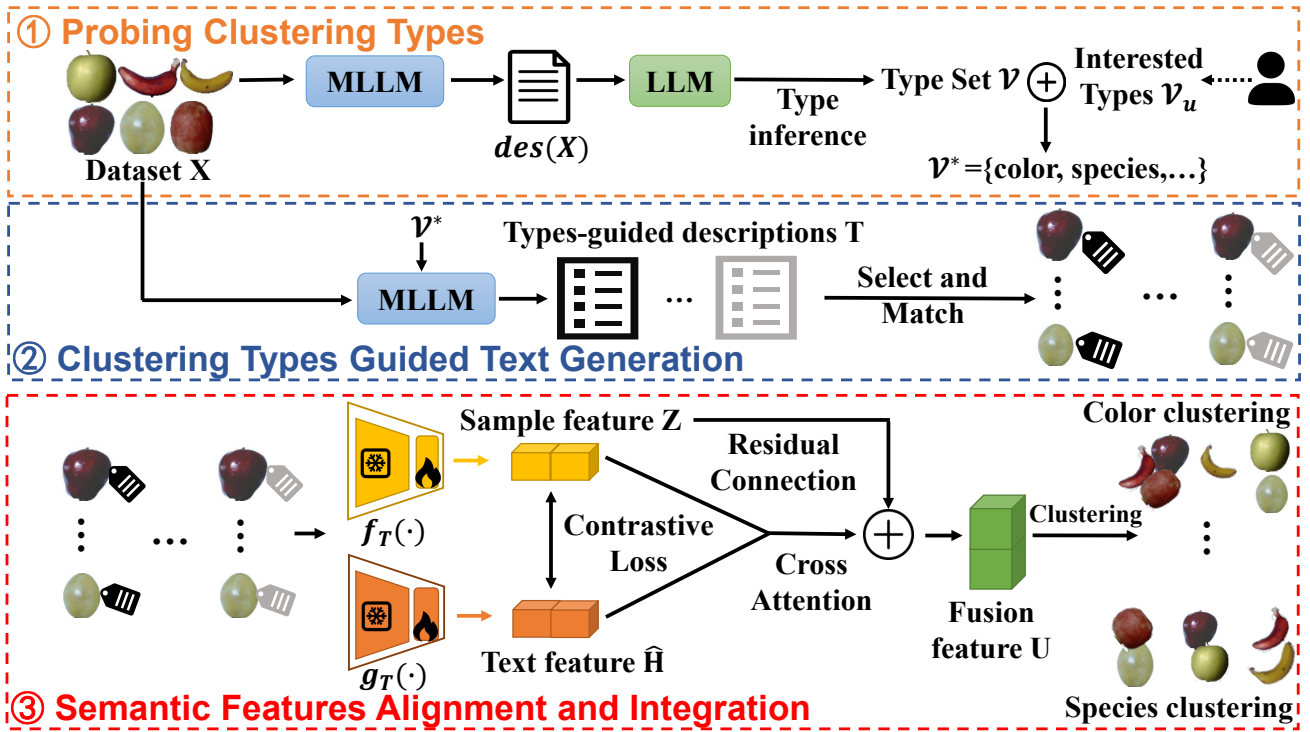 ① Probing Clustering Types
Dataset X
MLLM
des(X)
LLM
Type
inference
Type Set 𝒱
Interested
Types 𝒱ᵤ
𝒱*={color, species,...}
𝒱*
MLLM
Types-guided descriptions T
...
Select and
Match
...
② Clustering Types Guided Text Generation
...
f_T(·)
g_T(·)
Sample feature Z
Contrastive
Loss
Text feature Ĥ
Residual
Connection
Cross
Attention
Fusion
feature U
Clustering
Color clustering
Species clustering
③ Semantic Features Alignment and Integration